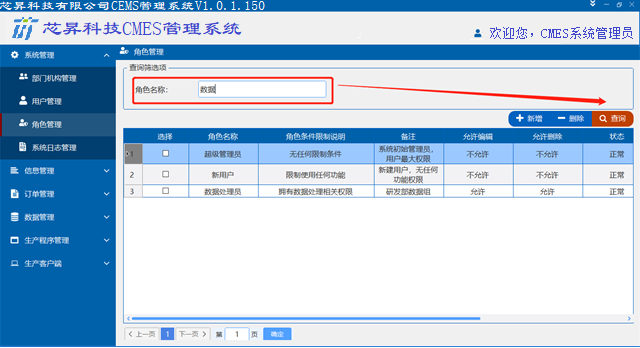 芯昇科技有限公司CEMS管理系统V1.0.1.150
芯昇科技CMES管理系统
欢迎您，CMES系统管理员
系统管理
部门机构管理
用户管理
角色管理
系统日志管理
信息管理
订单管理
数据管理
生产程序管理
生产客户端
角色管理
查询筛选项
角色名称：
数据
新增
删除
查询
选择 角色名称 角色条件限制说明 备注 允许编辑 允许删除 状态
1 超级管理员 无任何限制条件 系统初始管理员，用户最大权限 不允许 不允许 正常
2 新用户 限制使用任何功能 新建用户，无任何功能权限 不允许 不允许 正常
3 数据处理员 拥有数据处理相关权限 研发部数据组 允许 允许 正常
上一页 1 下一页 第 1 页 确定